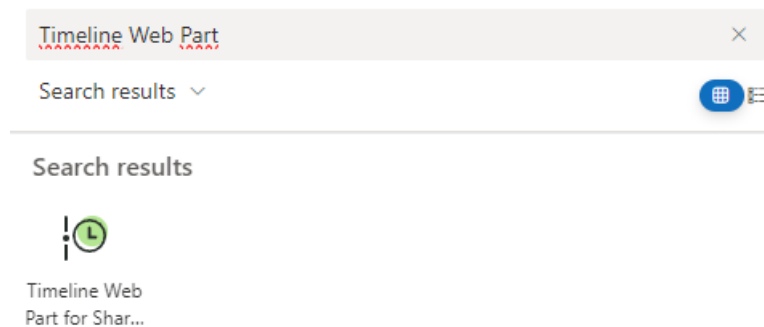 Timeline Web Part
Search results
Search results
Timeline Web
Part for Shar...